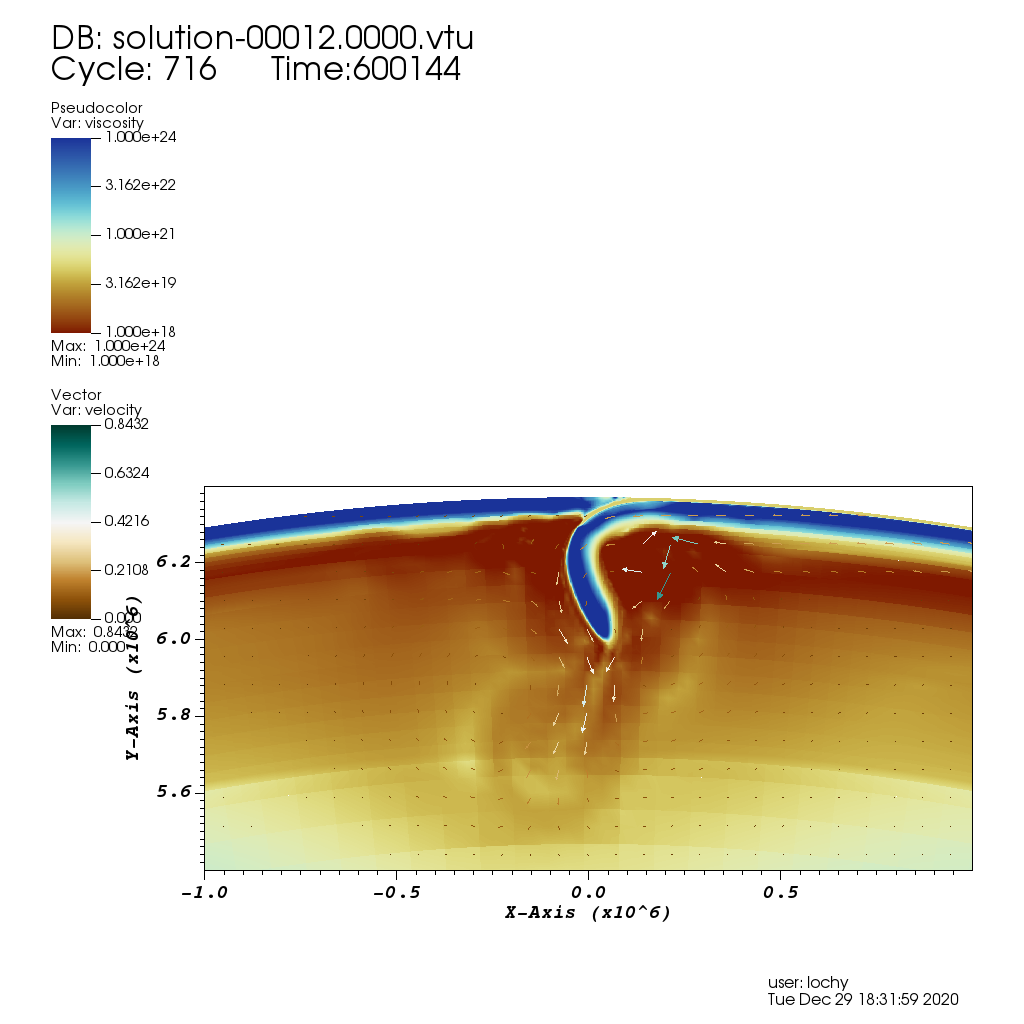 DB: solution-00012.0000.vtu
Cycle: 716 Time:600144
Pseudocolor
Var: viscosity
1.000e+24
3.162e+22
1.000e+21
3.162e+19
1.000e+18
Max: 1.000e+24
Min: 1.000e+18
Vector
Var: velocity
0.8432
0.6324
0.4216
0.2108
0.000
Max: 0.8432
Min: 0.000
Y-Axis (x10^6)
6.2
6.0
5.8
5.6
-1.0
-0.5
0.0
0.5
X-Axis (x10^6)
user: lochy
Tue Dec 29 18:31:59 2020